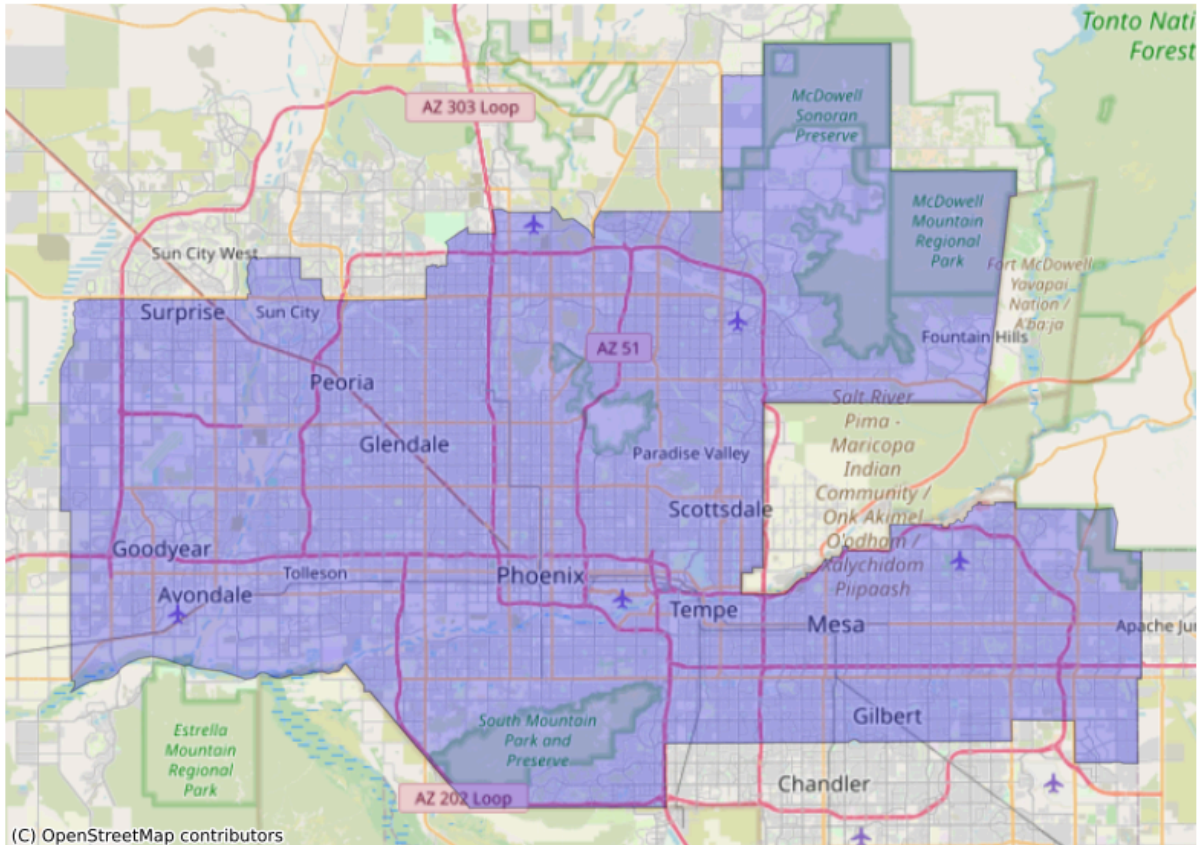 Tonto Nati
Forest
AZ 303 Loop
McDowell
Sonoran
Preserve
McDowell
Mountain
Regional
Park
Sun City West
Fort McDowell
Yavapai
Nation /
A'ba:ja
Surprise
Sun City
Fountain Hills
AZ 51
Peoria
Salt River
Pima -
Maricopa
Indian
Community /
Onk Akimel
O'odham /
Xalychidom
Piipaash
Glendale
Paradise Valley
Scottsdale
Goodyear
Tolleson
Phoenix
Avondale
Tempe
Mesa
Apache Ju
Estrella
Mountain
Regional
Park
South Mountain
Park and
Preserve
Gilbert
Chandler
AZ 202 Loop
(C) OpenStreetMap contributors